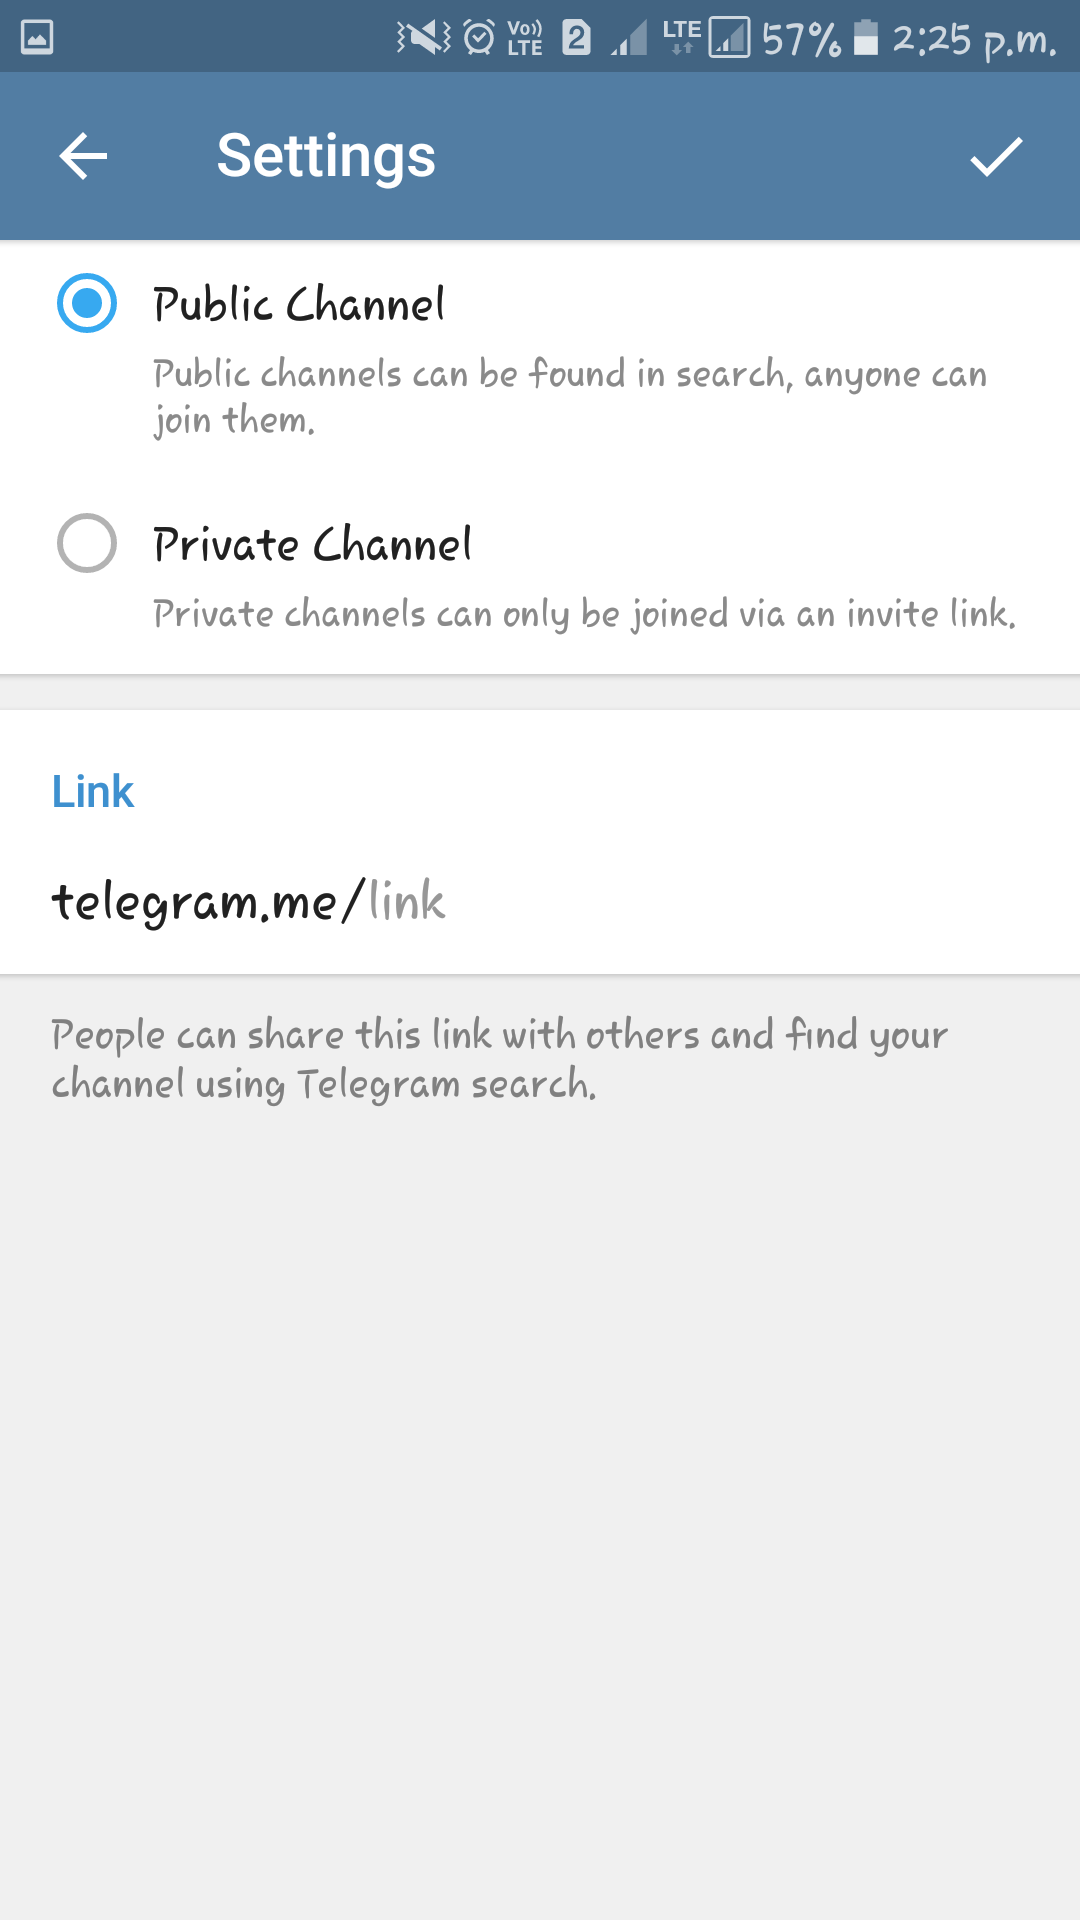 Vo)) LTE 2 LTE 57% 2:25 p.m.
Settings
Public Channel
Public channels can be found in search, anyone can
join them.
Private Channel
Private channels can only be joined via an invite link.
Link
telegram.me/link
People can share this link with others and find your
channel using Telegram search.